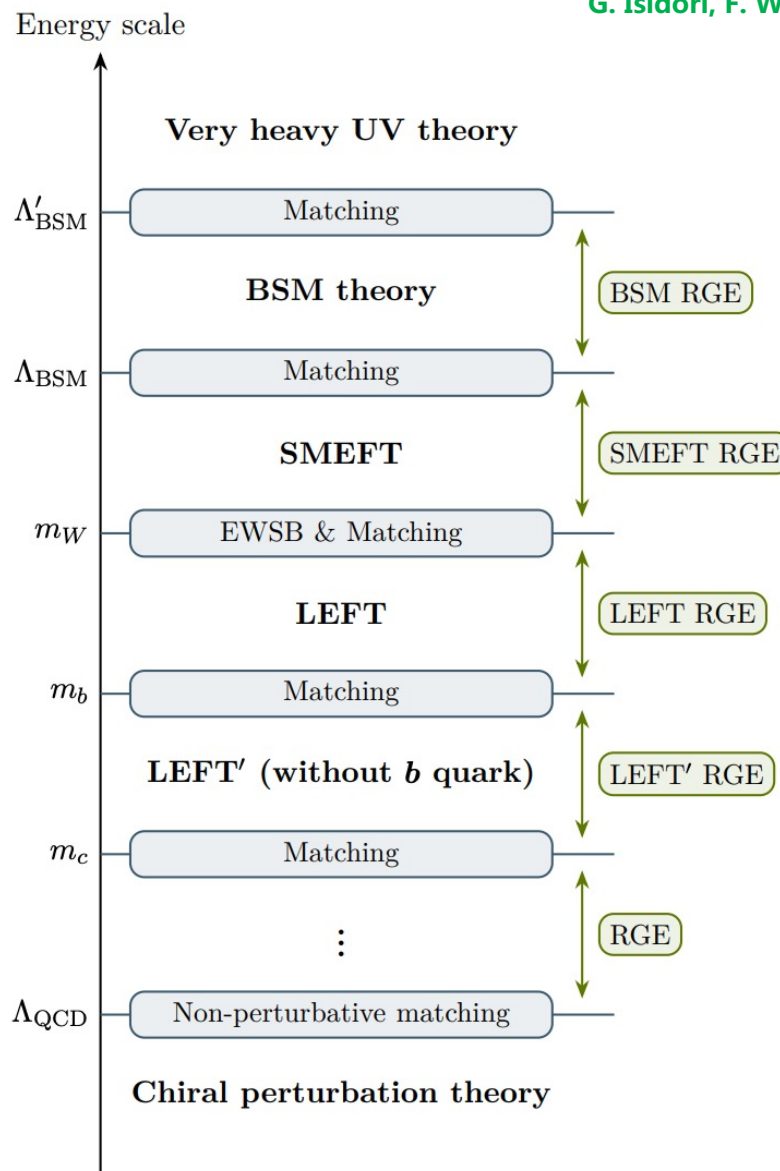 G. Isidori, F. W
Energy scale
Very heavy UV theory
Λ′BSM
Matching
BSM theory
BSM RGE
ΛBSM
Matching
SMEFT
SMEFT RGE
mW
EWSB & Matching
LEFT
LEFT RGE
mb
Matching
LEFT′ (without b quark)
LEFT′ RGE
mc
Matching
⋮
RGE
ΛQCD
Non-perturbative matching
Chiral perturbation theory